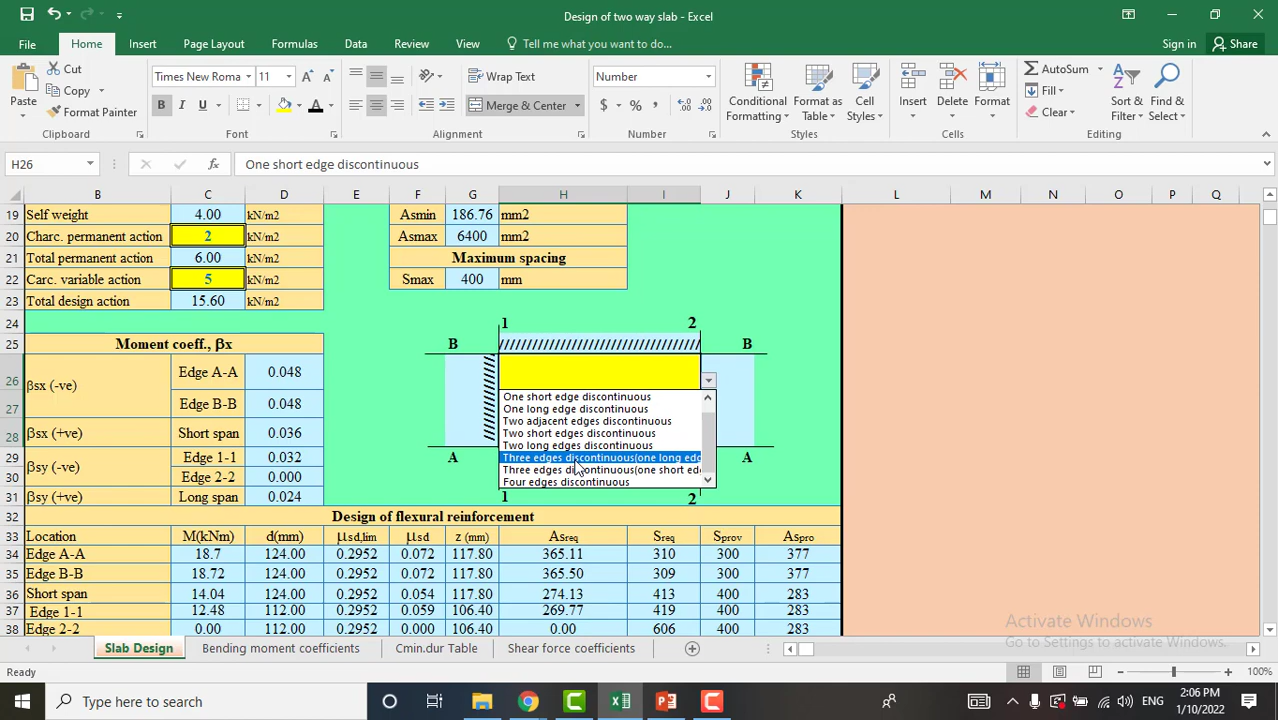 Design of two way slab - Excel
File Home Insert Page Layout Formulas Data Review View Tell me what you want to do... Sign in Share
Cut
Copy
Format Painter
Paste
Clipboard
Times New Roma 11 A A
B I U A
Font
Wrap Text
Merge & Center
Alignment
Number
$ % ,
Number
Conditional Formatting
Format as Table
Cell Styles
Styles
Insert
Delete
Format
Cells
AutoSum
Fill
Clear
Sort & Filter
Find & Select
Editing
H26 fx One short edge discontinuous
B C D E F G H I J K L M N O P Q
19 Self weight 4.00 kN/m2 Asmin 186.76 mm2
20 Charc. permanent action 2 kN/m2 Asmax 6400 mm2
21 Total permanent action 6.00 kN/m2 Maximum spacing
22 Carc. variable action 5 kN/m2 Smax 400 mm
23 Total design action 15.60 kN/m2
24 1 2
25 Moment coeff., βx B B
26 βsx (-ve) Edge A-A 0.048
27 Edge B-B 0.048
28 βsx (+ve) Short span 0.036
29 βsy (-ve) Edge 1-1 0.032 A A
30 Edge 2-2 0.000
31 βsy (+ve) Long span 0.024 1 2
One short edge discontinuous
One long edge discontinuous
Two adjacent edges discontinuous
Two short edges discontinuous
Two long edges discontinuous
Three edges discontinuous(one long edg
Three edges discontinuous(one short ed
Four edges discontinuous
32 Design of flexural reinforcement
33 Location M(kNm) d(mm) μsd,lim μsd z (mm) Asreq Sreq Sprov Aspro
34 Edge A-A 18.7 124.00 0.2952 0.072 117.80 365.11 310 300 377
35 Edge B-B 18.72 124.00 0.2952 0.072 117.80 365.50 309 300 377
36 Short span 14.04 124.00 0.2952 0.054 117.80 274.13 413 400 283
37 Edge 1-1 12.48 112.00 0.2952 0.059 106.40 269.77 419 400 283
38 Edge 2-2 0.00 112.00 0.2952 0.000 106.40 0.00 606 400 283
Activate Windows
Go to Settings to activate Windows.
Slab Design Bending moment coefficients Cmin.dur Table Shear force coefficients
Ready 100%
Type here to search
ENG
2:06 PM
1/10/2022